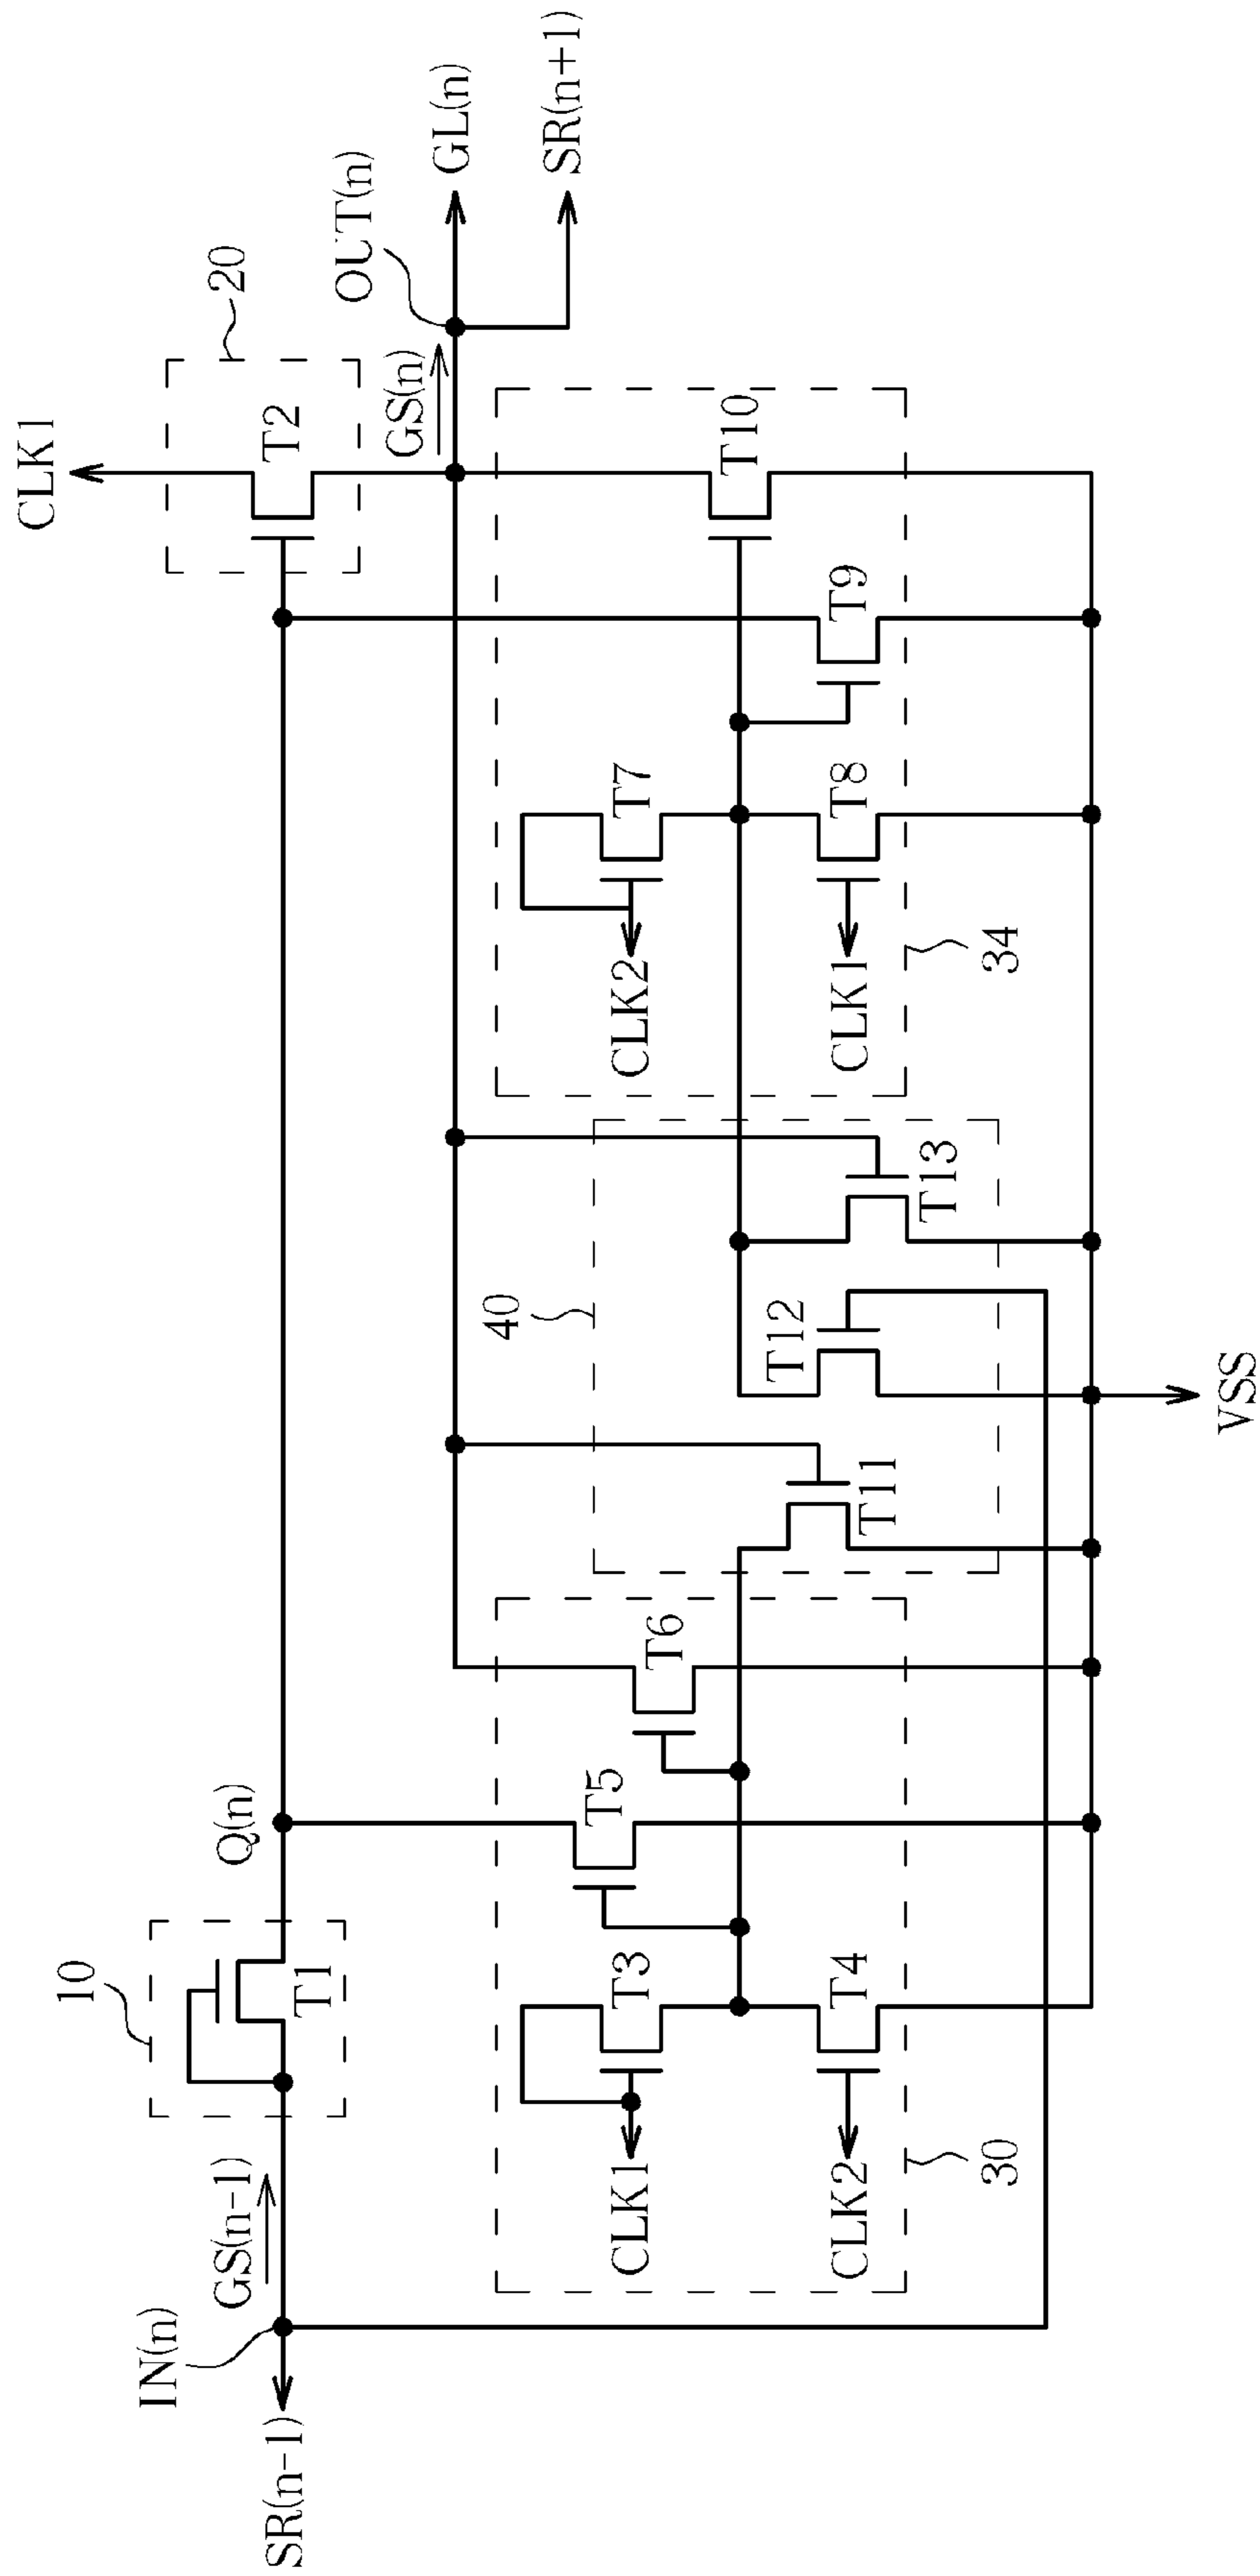 CLK1
20
T2
OUT(n)
GL(n)
SR(n+1)
GS(n)
10
T1
Q(n)
GS(n-1)
IN(n)
SR(n-1)
T3
CLK1
T5
T6
T4
CLK2
30
40
T11
T12
T13
T7
CLK2
T8
CLK1
T9
T10
34
VSS